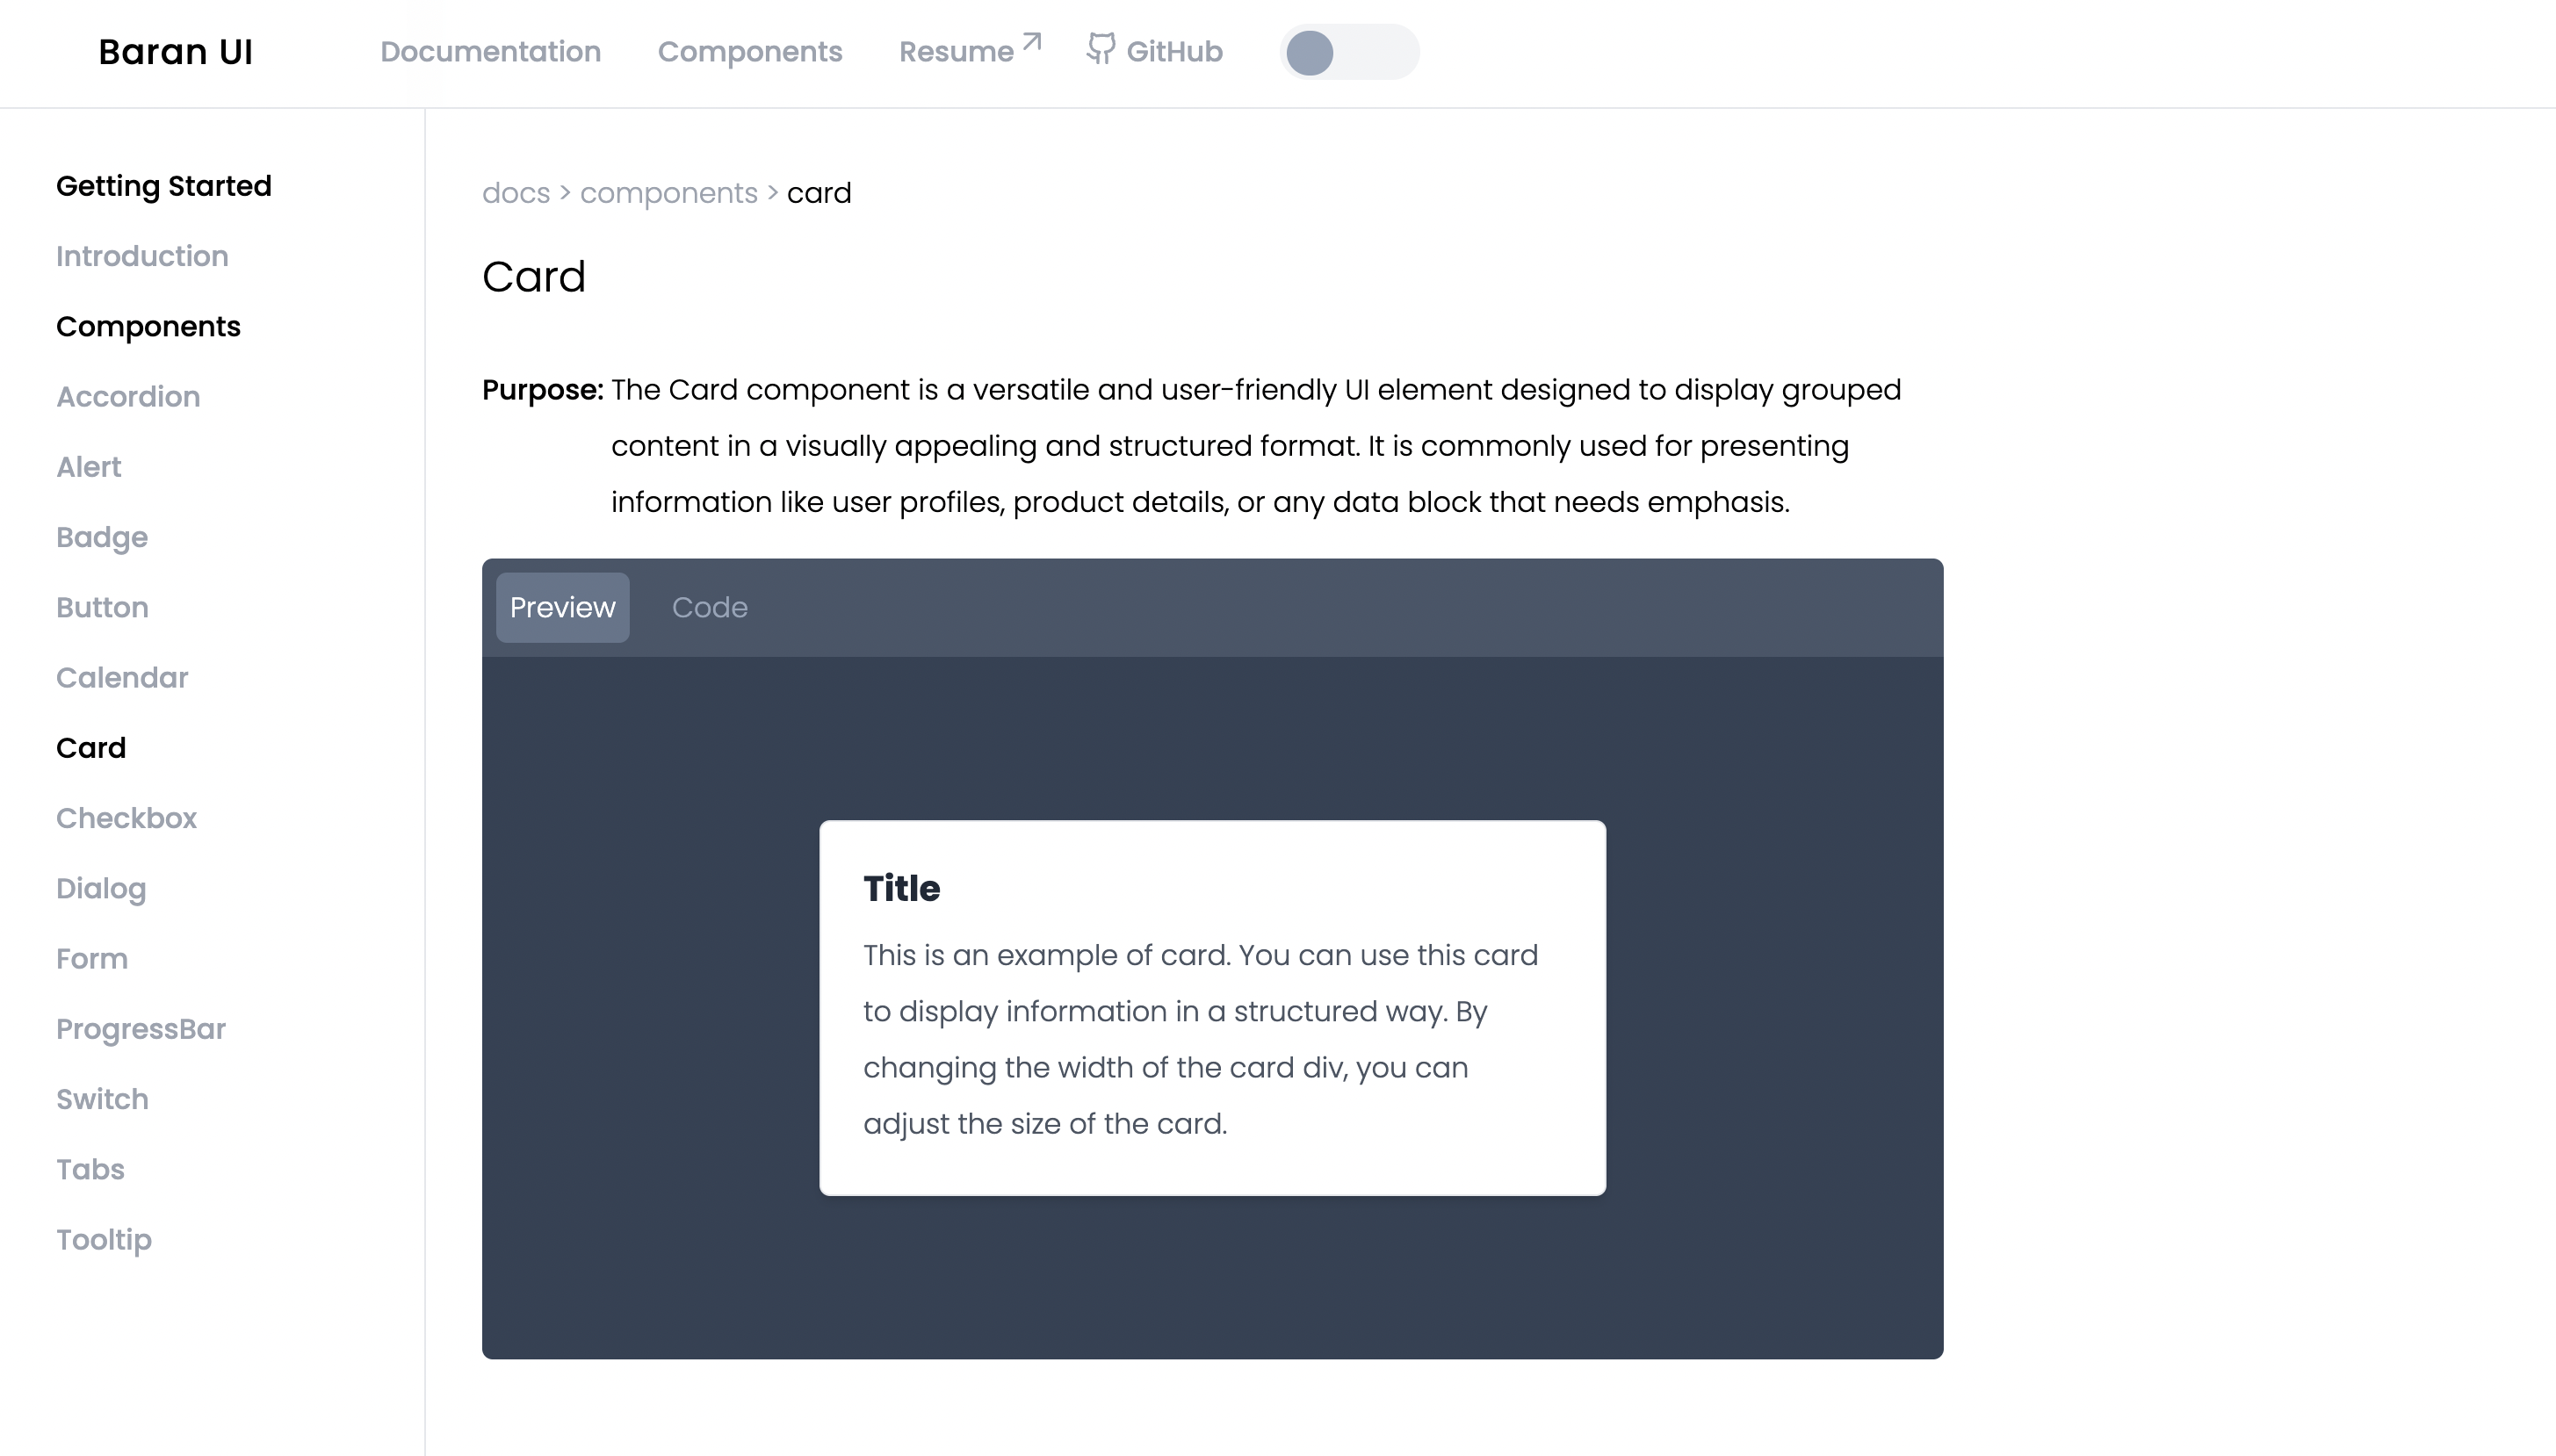 Baran UI
Documentation
Components
Resume
GitHub
Getting Started
Introduction
Components
Accordion
Alert
Badge
Button
Calendar
Card
Checkbox
Dialog
Form
ProgressBar
Switch
Tabs
Tooltip
docs > components > card
Card
Purpose: The Card component is a versatile and user-friendly UI element designed to display grouped
content in a visually appealing and structured format. It is commonly used for presenting
information like user profiles, product details, or any data block that needs emphasis.
Preview
Code
Title
This is an example of card. You can use this card
to display information in a structured way. By
changing the width of the card div, you can
adjust the size of the card.